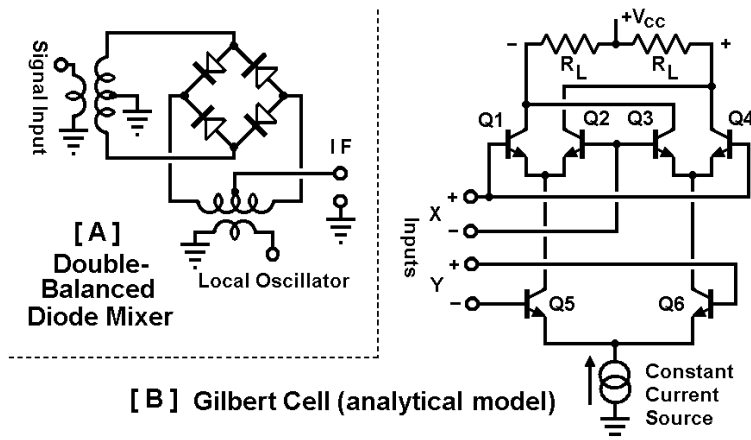 Signal Input
I F
[ A ]
Double-
Balanced
Diode Mixer
Local Oscillator
+VCC
− +
RL RL
Q1 Q2 Q3 Q4
+
X
−
Inputs
+
Y
−
Q5 Q6
Constant
Current
Source
[ B ] Gilbert Cell (analytical model)